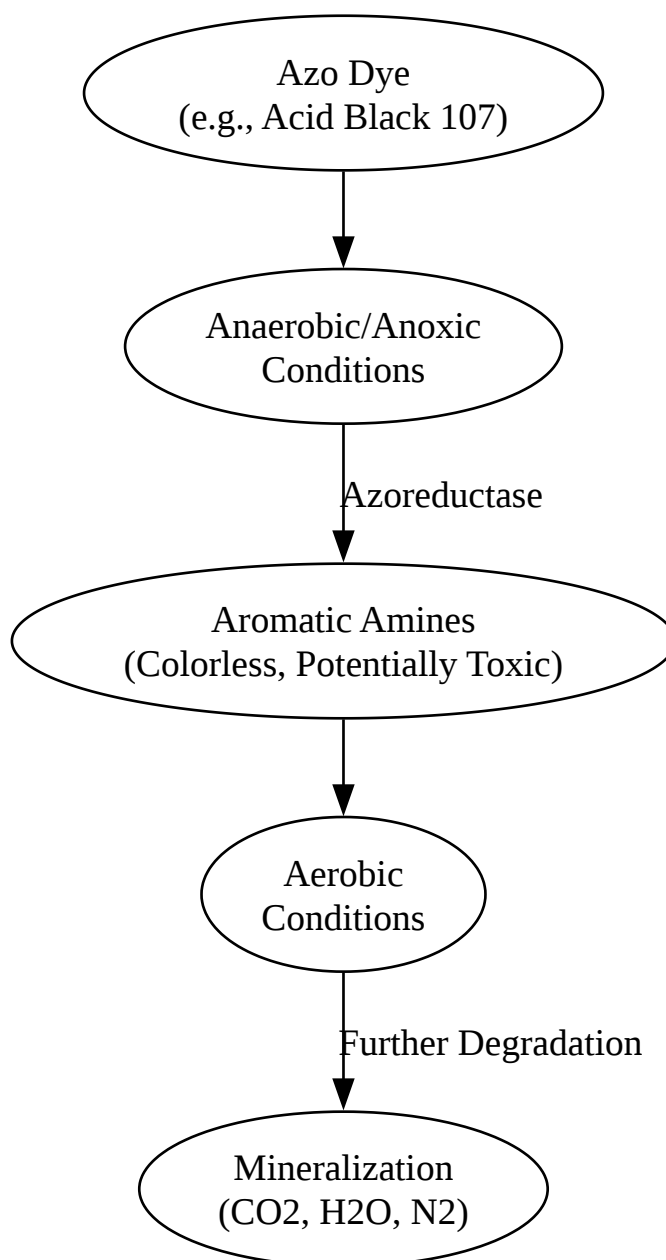 Azo Dye
(e.g., Acid Black 107)
Anaerobic/Anoxic
Conditions
Azoreductase
Aromatic Amines
(Colorless, Potentially Toxic)
Aerobic
Conditions
Further Degradation
Mineralization
(CO2, H2O, N2)